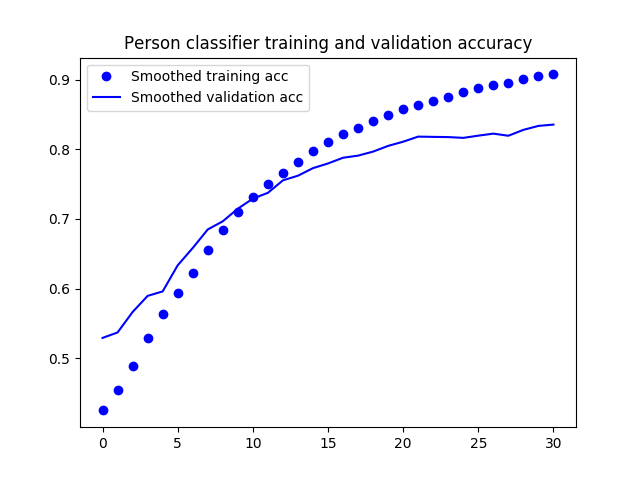 Person classifier training and validation accuracy
Smoothed training acc
Smoothed validation acc
0.9
0.8
0.7
0.6
0.5
0 5 10 15 20 25 30